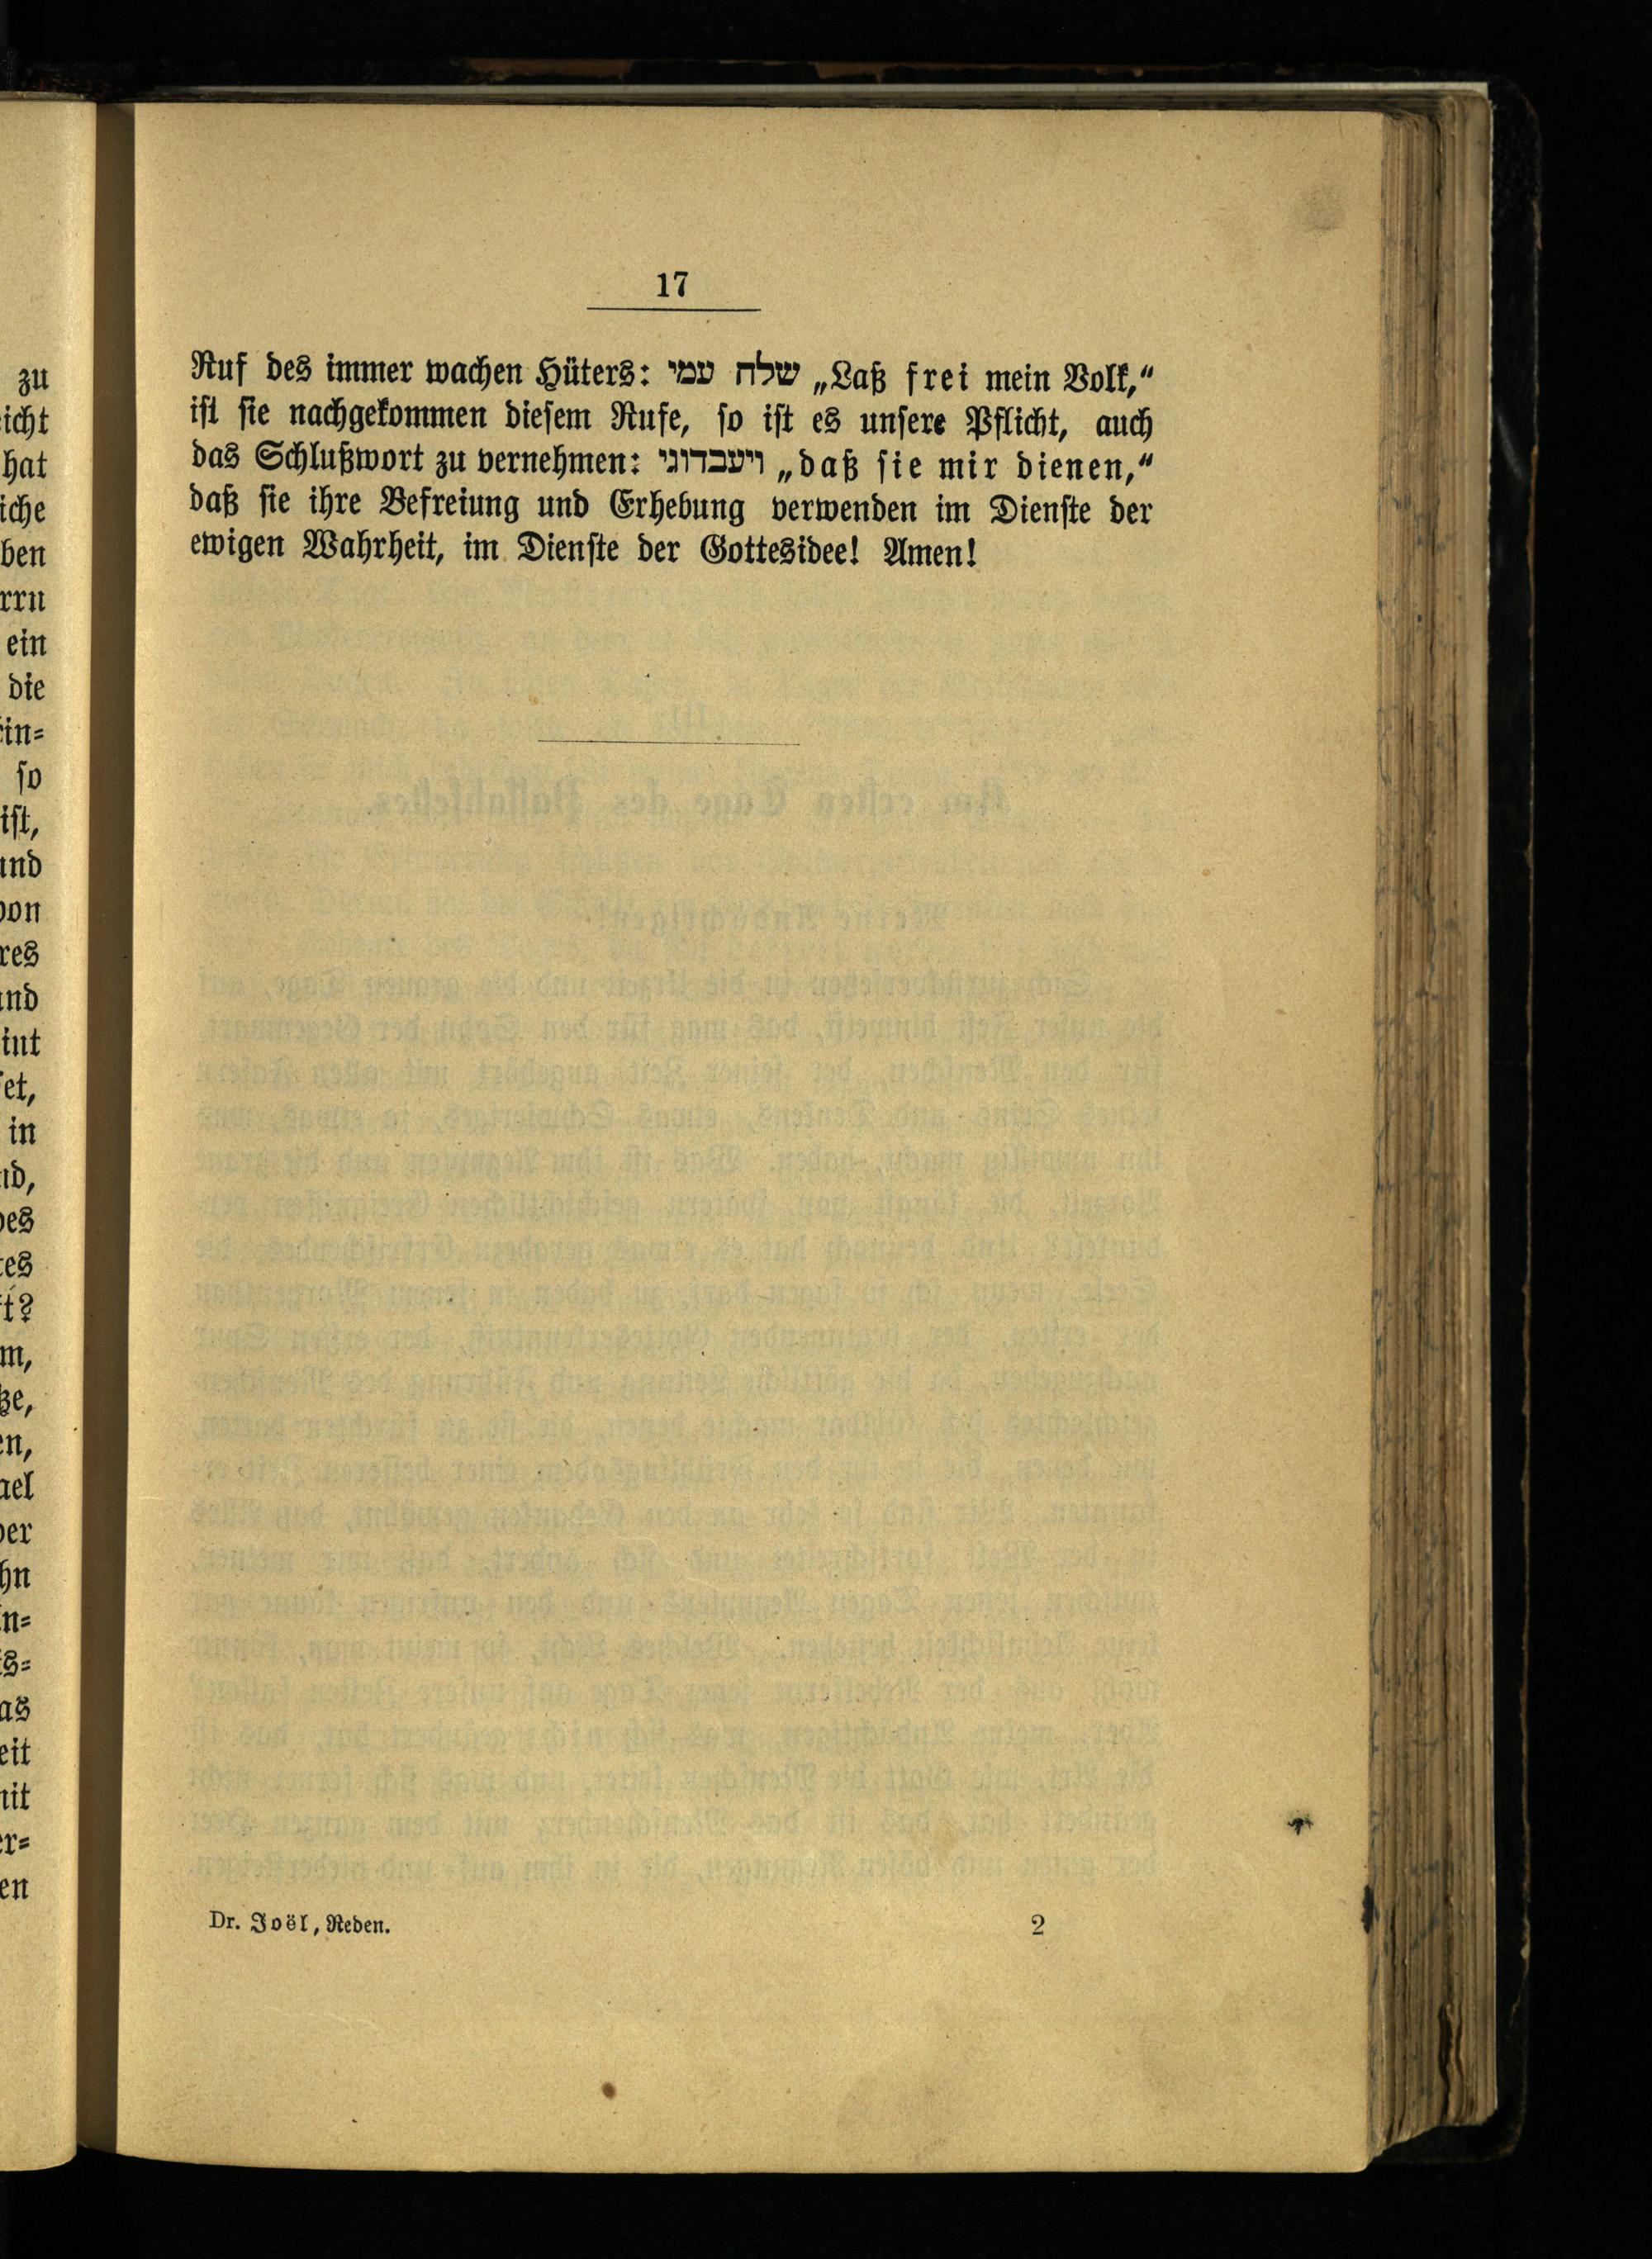 17
Ruf des immer wachen Hüters: שלח עמי „Laß frei mein Volk,“
ist sie nachgekommen diesem Rufe, so ist es unsere Pflicht, auch
das Schlußwort zu vernehmen: ויעבדוני „daß sie mir dienen,“
daß sie ihre Befreiung und Erhebung verwenden im Dienste der
ewigen Wahrheit, im Dienste der Gottesidee! Amen!
Dr. Joël, Reden.
2